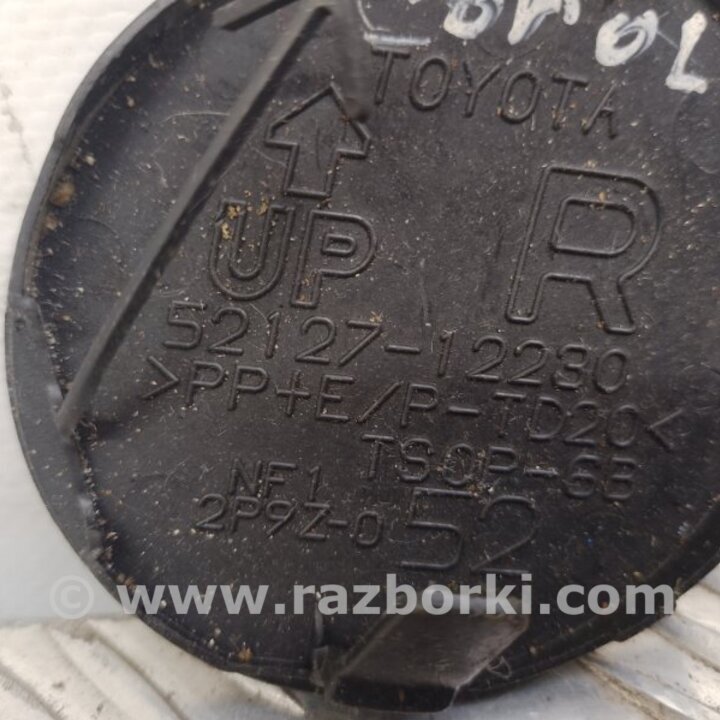 TOYOTA
UP
R
52127-12230
>PP+E/P-TD20<
TSOP-6B
NF1
2P9Z-0
52
© www.razborki.com